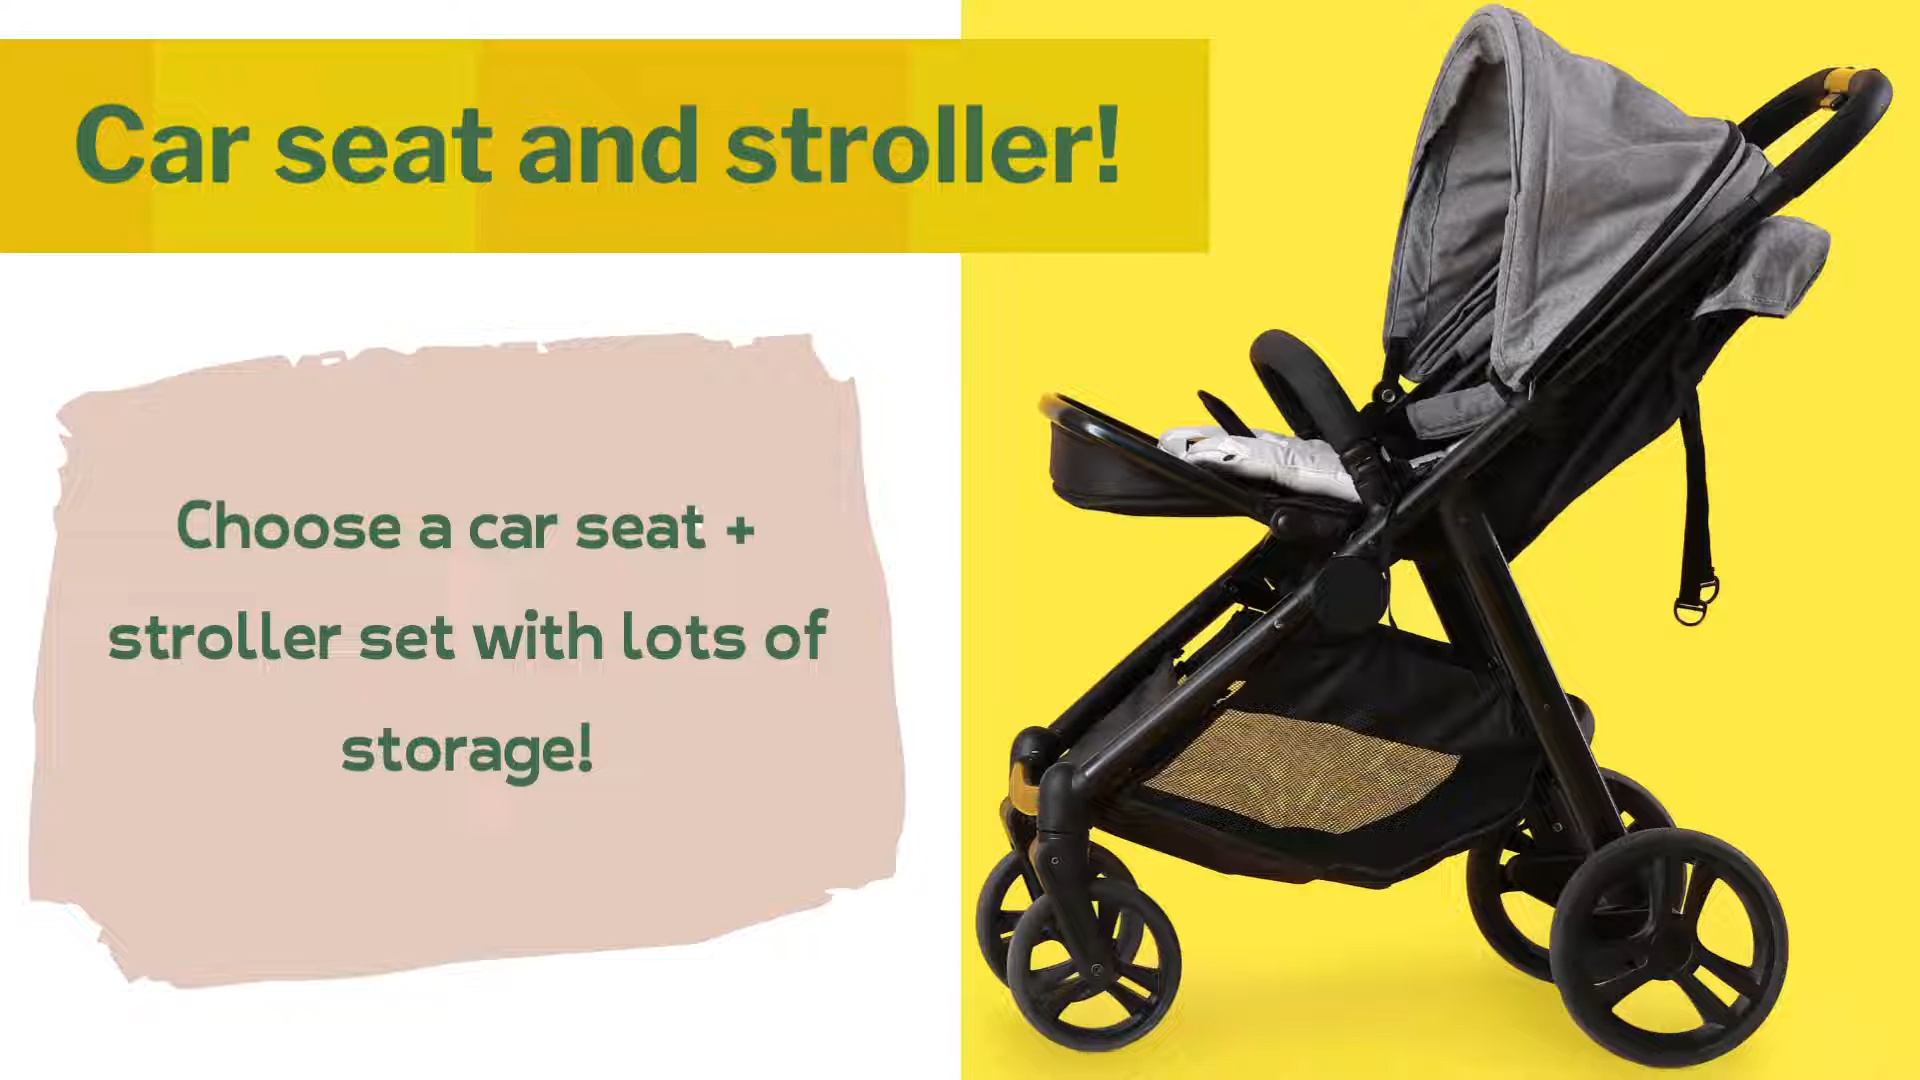 Car seat and stroller!
Choose a car seat +
stroller set with lots of
storage!